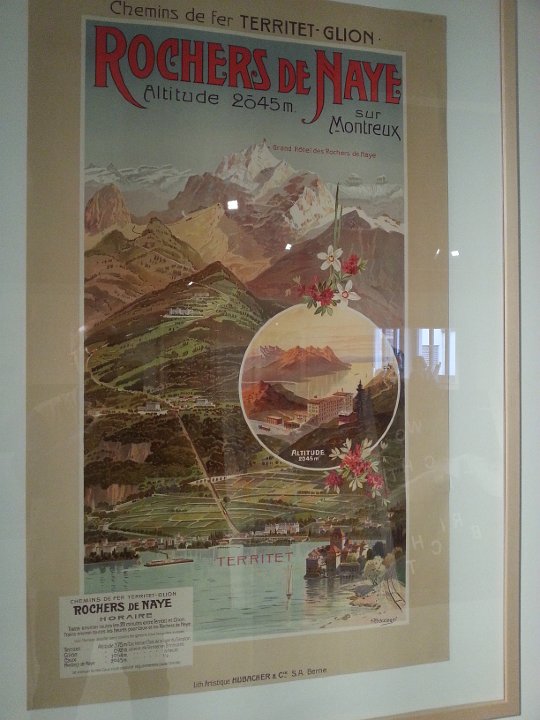 Chemins de fer TERRITET-GLION.
ROCHERS DE NAYE
Altitude 2045m.
sur
Montreux
Grand hôtel des Rochers de Naye
ALTITUDE
2045m
TERRITET
CHEMINS DE FER TERRITET-GLION
ROCHERS DE NAYE
HORAIRE
Territet
Glion
Caux
Rochers de Naye 2045m
Lith. Artistique HUBACHER & Cie S.A. Berne